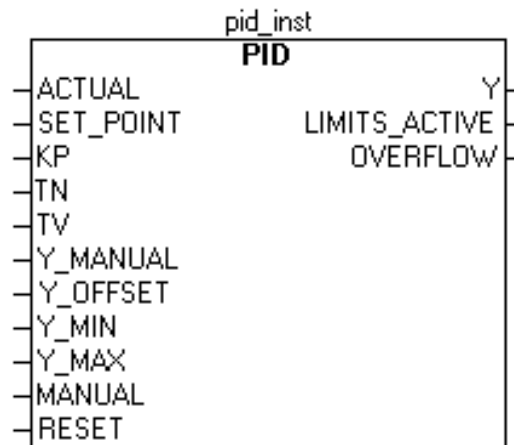 pid_inst
PID
ACTUAL Y
SET_POINT LIMITS_ACTIVE
KP OVERFLOW
TN
TV
Y_MANUAL
Y_OFFSET
Y_MIN
Y_MAX
MANUAL
RESET